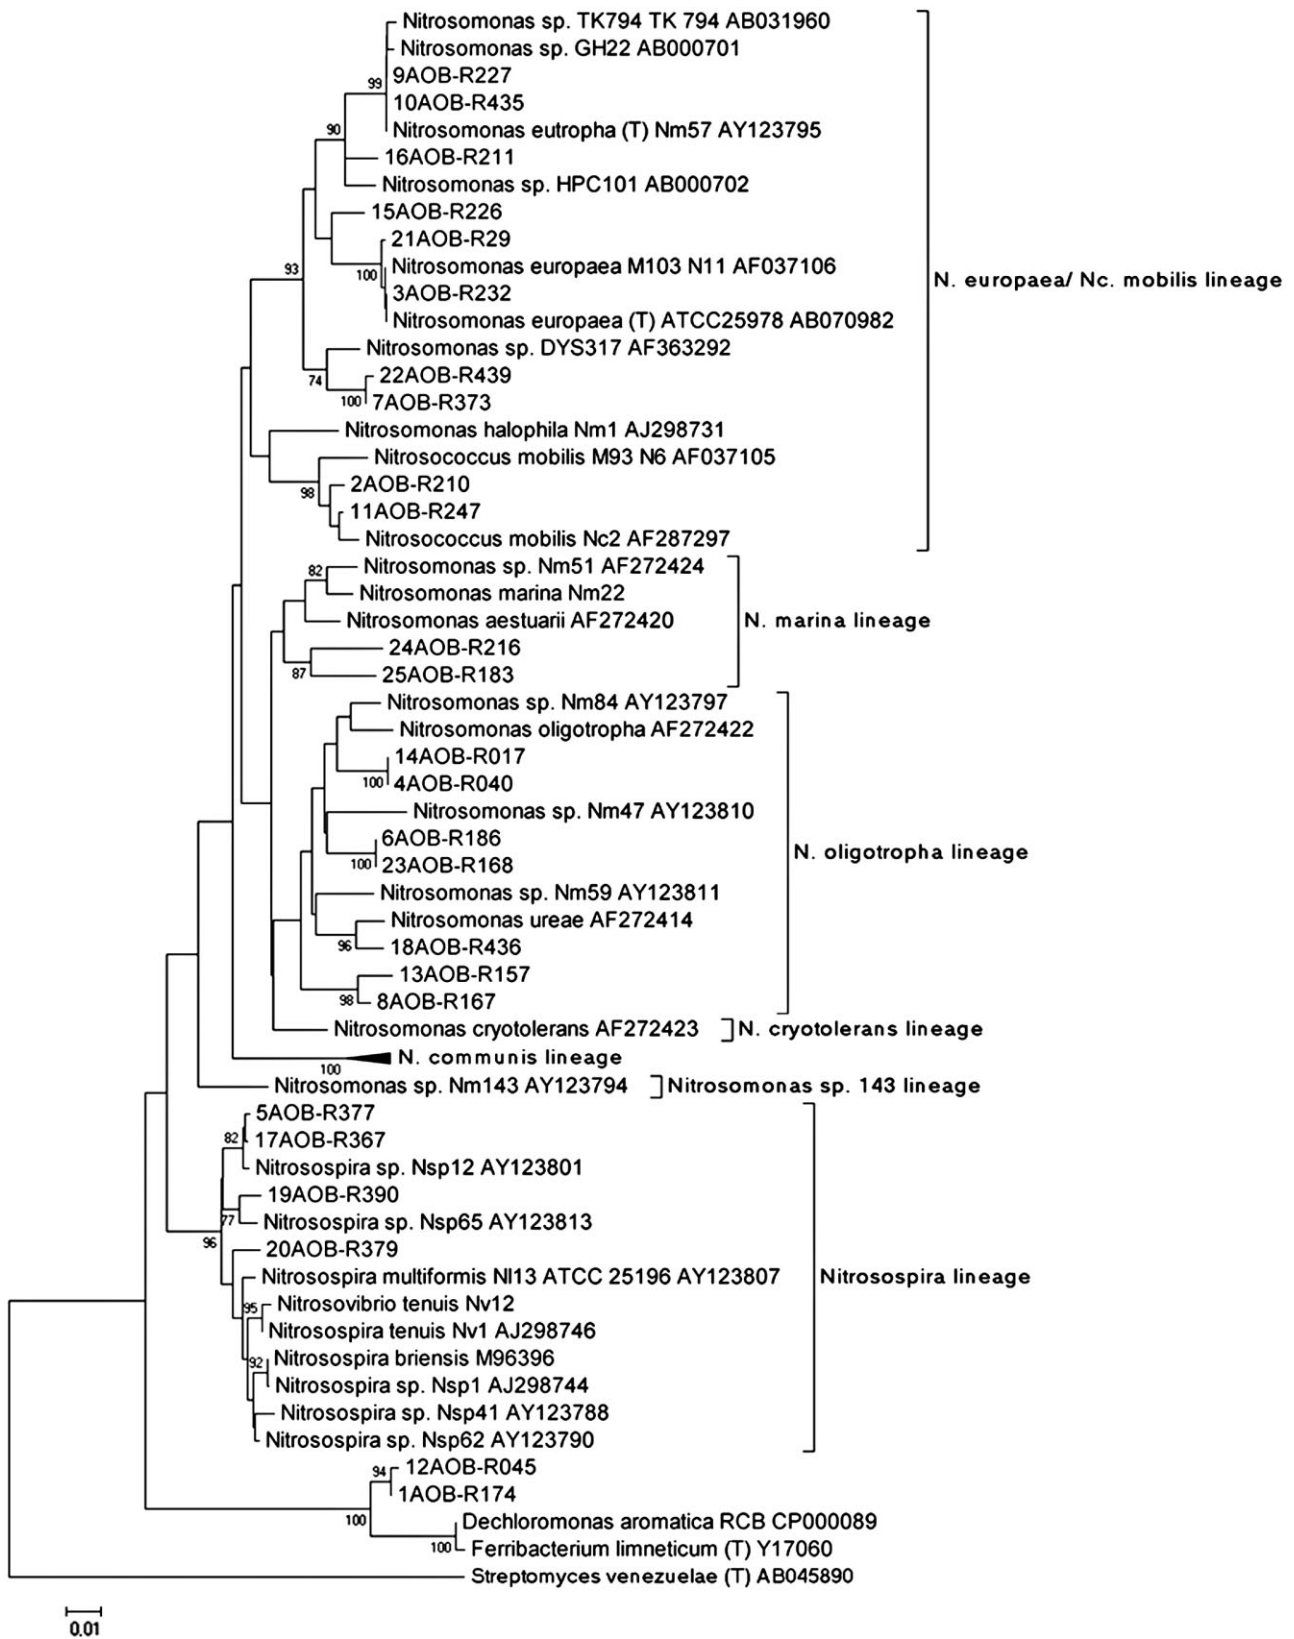 Nitrosomonas sp. TK794 TK 794 AB031960
Nitrosomonas sp. GH22 AB000701
99
9AOB-R227
10AOB-R435
90
Nitrosomonas eutropha (T) Nm57 AY123795
16AOB-R211
Nitrosomonas sp. HPC101 AB000702
15AOB-R226
21AOB-R29
93
100
Nitrosomonas europaea M103 N11 AF037106
N. europaea/ Nc. mobilis lineage
3AOB-R232
Nitrosomonas europaea (T) ATCC25978 AB070982
Nitrosomonas sp. DYS317 AF363292
74
22AOB-R439
100
7AOB-R373
Nitrosomonas halophila Nm1 AJ298731
Nitrosococcus mobilis M93 N6 AF037105
98
2AOB-R210
11AOB-R247
Nitrosococcus mobilis Nc2 AF287297
82
Nitrosomonas sp. Nm51 AF272424
Nitrosomonas marina Nm22
Nitrosomonas aestuarii AF272420
N. marina lineage
24AOB-R216
87
25AOB-R183
Nitrosomonas sp. Nm84 AY123797
Nitrosomonas oligotropha AF272422
14AOB-R017
100
4AOB-R040
Nitrosomonas sp. Nm47 AY123810
6AOB-R186
N. oligotropha lineage
100
23AOB-R168
Nitrosomonas sp. Nm59 AY123811
Nitrosomonas ureae AF272414
96
18AOB-R436
13AOB-R157
98
8AOB-R167
Nitrosomonas cryotolerans AF272423
N. cryotolerans lineage
100
N. communis lineage
Nitrosomonas sp. Nm143 AY123794
Nitrosomonas sp. 143 lineage
5AOB-R377
82
17AOB-R367
Nitrosospira sp. Nsp12 AY123801
19AOB-R390
77
Nitrosospira sp. Nsp65 AY123813
96
20AOB-R379
Nitrosospira multiformis Nl13 ATCC 25196 AY123807
Nitrosospira lineage
95
Nitrosovibrio tenuis Nv12
Nitrosospira tenuis Nv1 AJ298746
92
Nitrosospira briensis M96396
Nitrosospira sp. Nsp1 AJ298744
Nitrosospira sp. Nsp41 AY123788
Nitrosospira sp. Nsp62 AY123790
94
12AOB-R045
1AOB-R174
100
Dechloromonas aromatica RCB CP000089
100
Ferribacterium limneticum (T) Y17060
Streptomyces venezuelae (T) AB045890
0.01